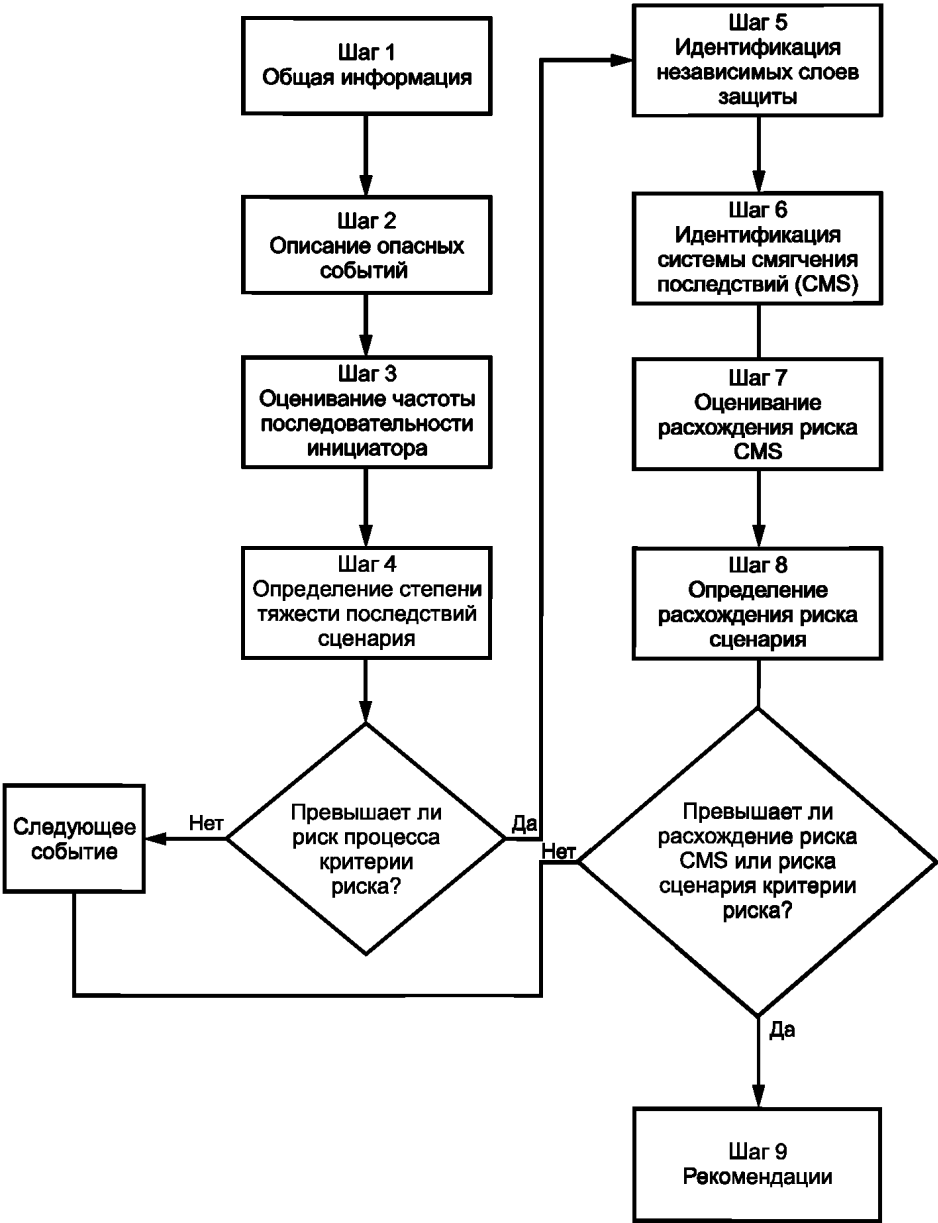 Шаг 1
Общая информация
Шаг 2
Описание опасных
событий
Шаг 3
Оценивание частоты
последовательности
инициатора
Шаг 4
Определение степени
тяжести последствий
сценария
Превышает ли
риск процесса
критерии
риска?
Нет
Да
Следующее
событие
Шаг 5
Идентификация
независимых слоев
защиты
Шаг 6
Идентификация
системы смягчения
последствий (CMS)
Шаг 7
Оценивание
расхождения риска
CMS
Шаг 8
Определение
расхождения риска
сценария
Превышает ли
расхождение риска
CMS или риска
сценария критерии
риска?
Нет
Да
Шаг 9
Рекомендации